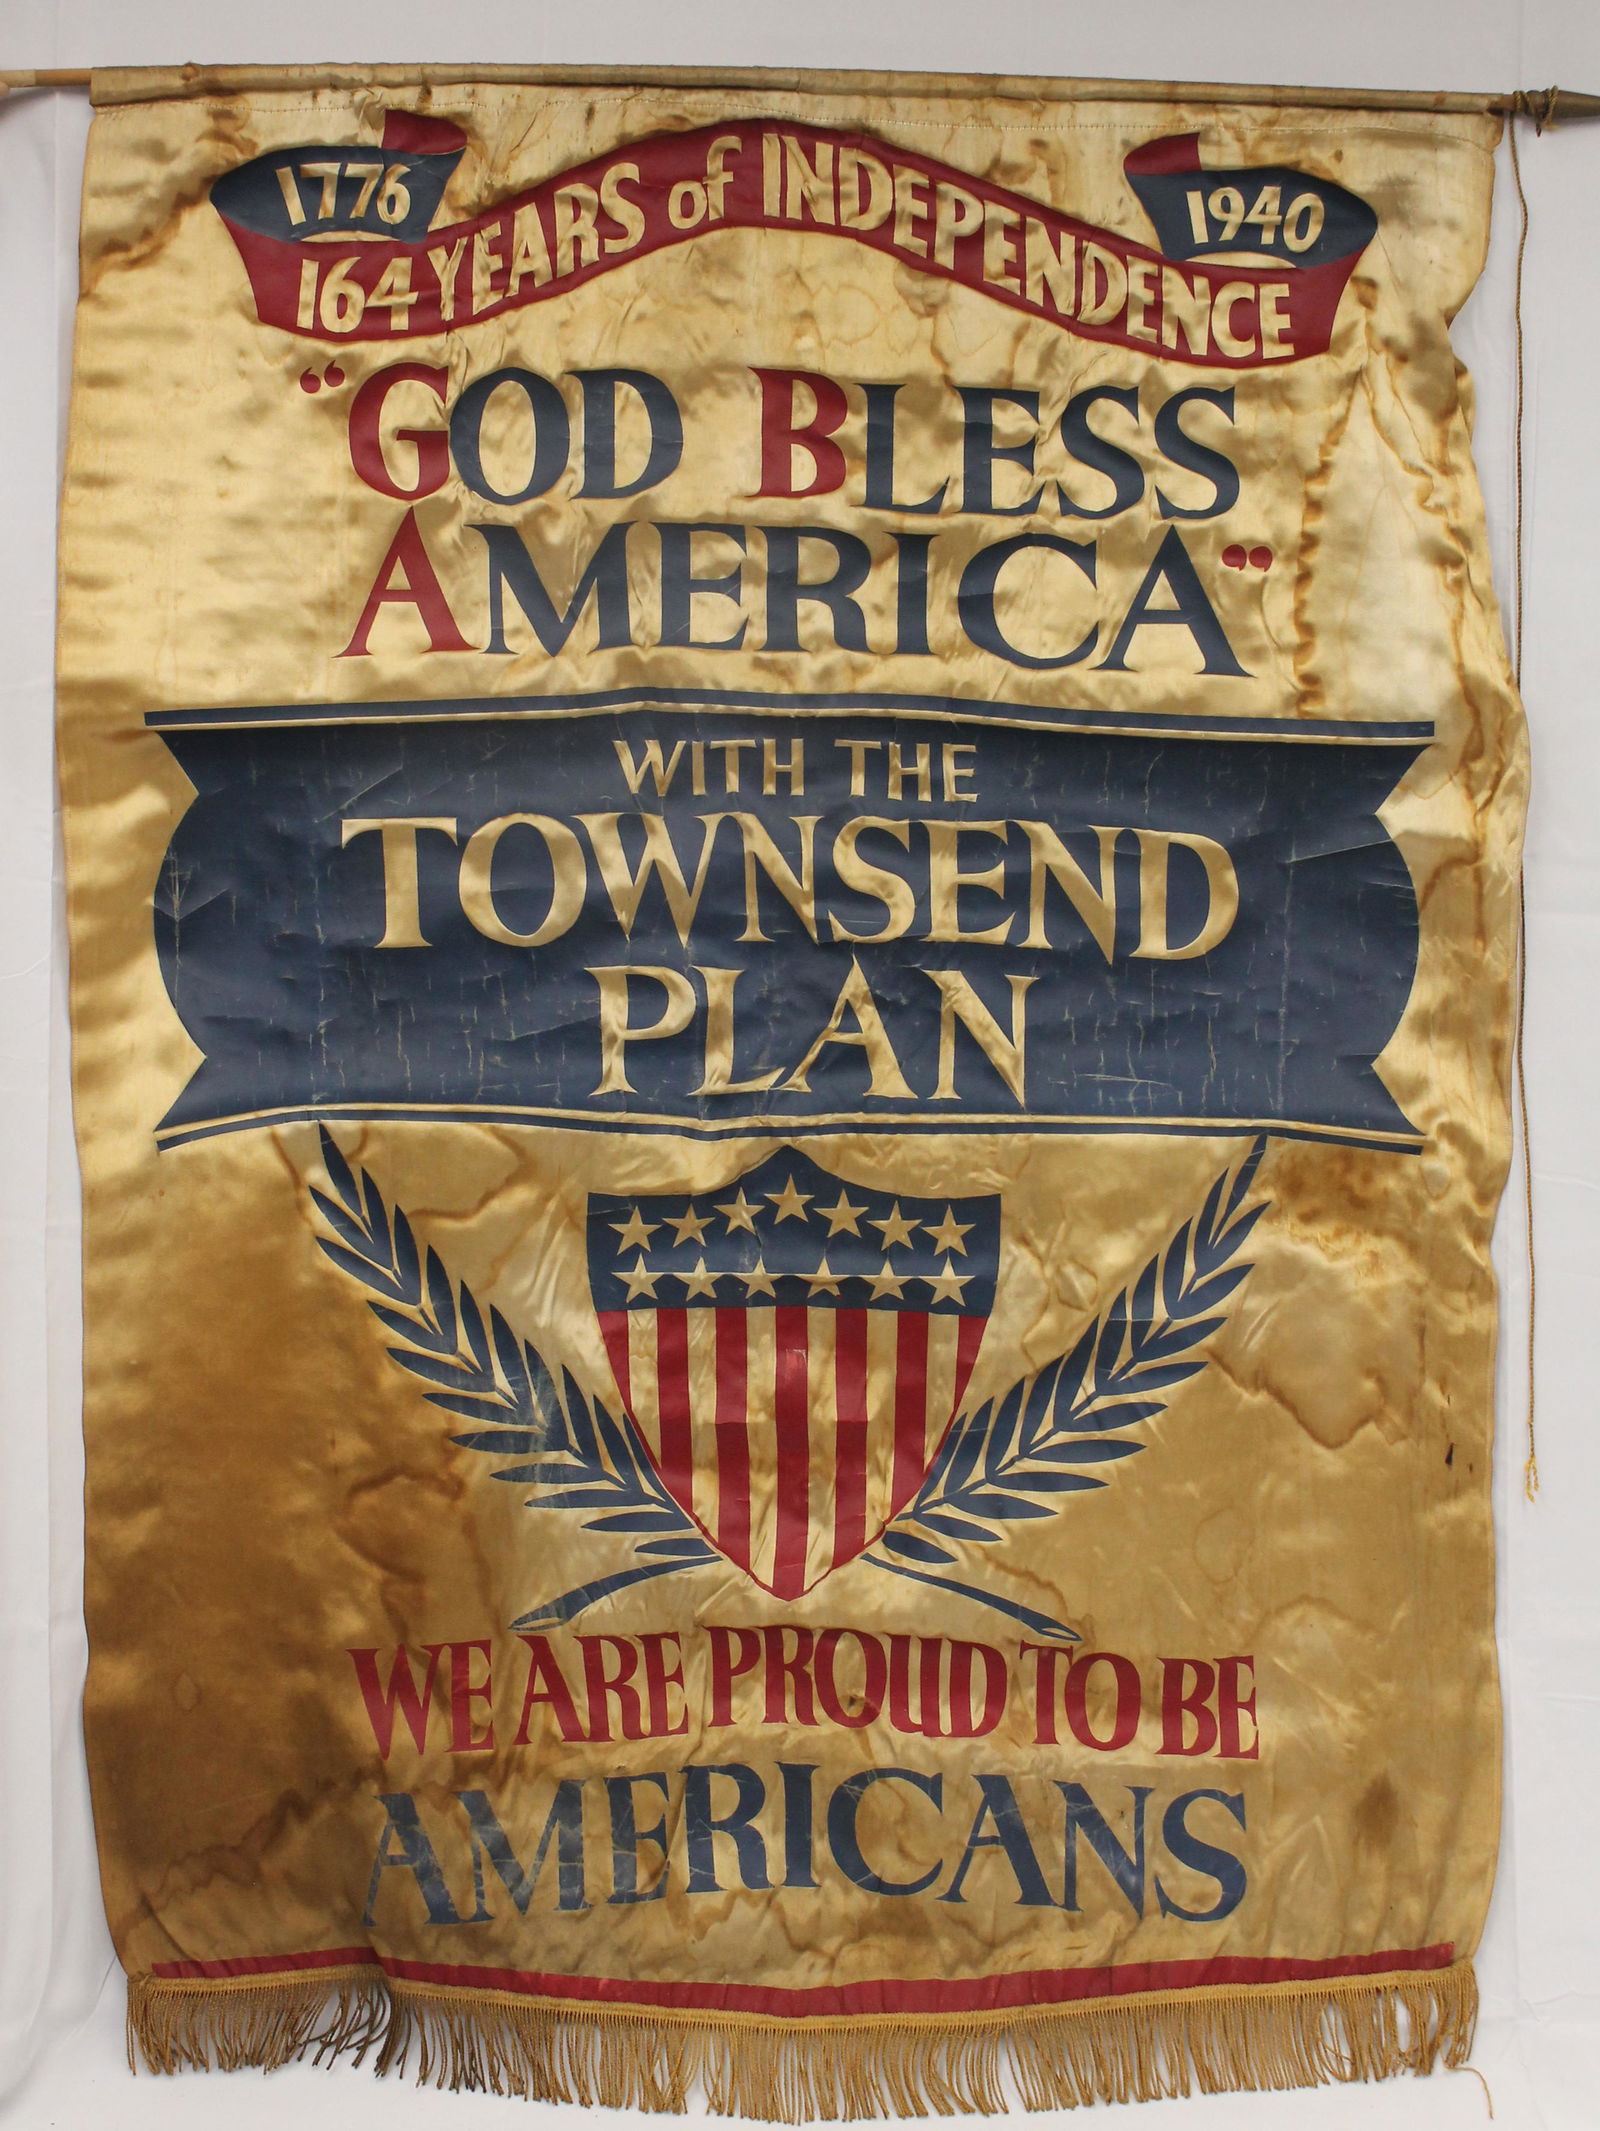 1776
1940
164 YEARS of INDEPENDENCE
“GOD BLESS
AMERICA”
WITH THE
TOWNSEND
PLAN
WE ARE PROUD TO BE
AMERICANS